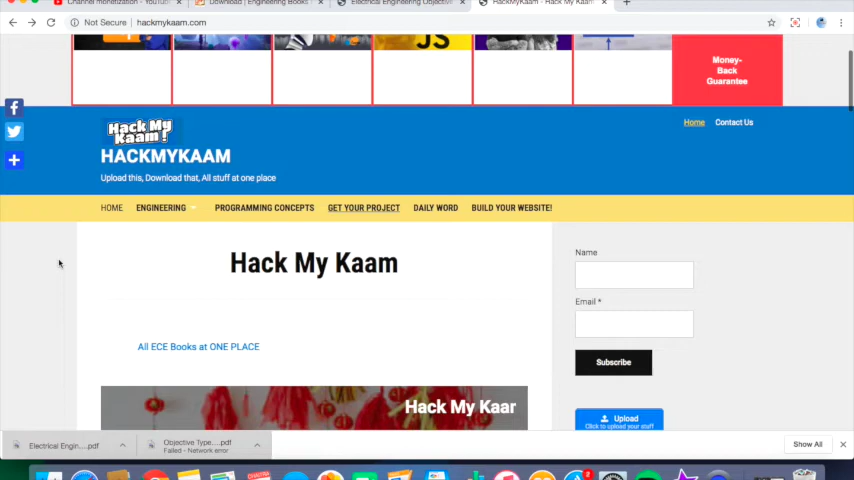 Channel monetization - YouTu
Download | Engineering Books
Electrical Engineering Objectiv
HackMyKaam - Hack My Kaam
Not Secure | hackmykaam.com
JS
Money-
Back
Guarantee
Hack My
Kaam!
HACKMYKAAM
Upload this, Download that, All stuff at one place
Home
Contact Us
HOME
ENGINEERING
PROGRAMMING CONCEPTS
GET YOUR PROJECT
DAILY WORD
BUILD YOUR WEBSITE!
Hack My Kaam
All ECE Books at ONE PLACE
Hack My Kaar
Name
Email *
Subscribe
Upload
Click to upload your stuff
Electrical Engin....pdf
Objective Type....pdf
Failed - Network error
Show All
2